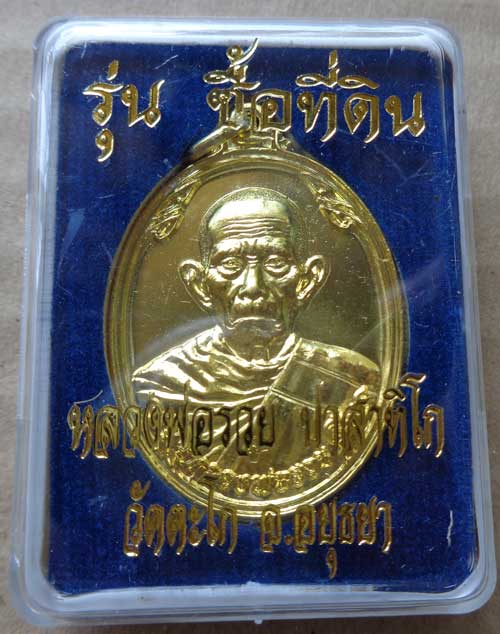 รุ่น ซื้อที่ดิน
หลวงพ่อรวย ปาสาทิโก
วัดตะโก จ.อยุธยา